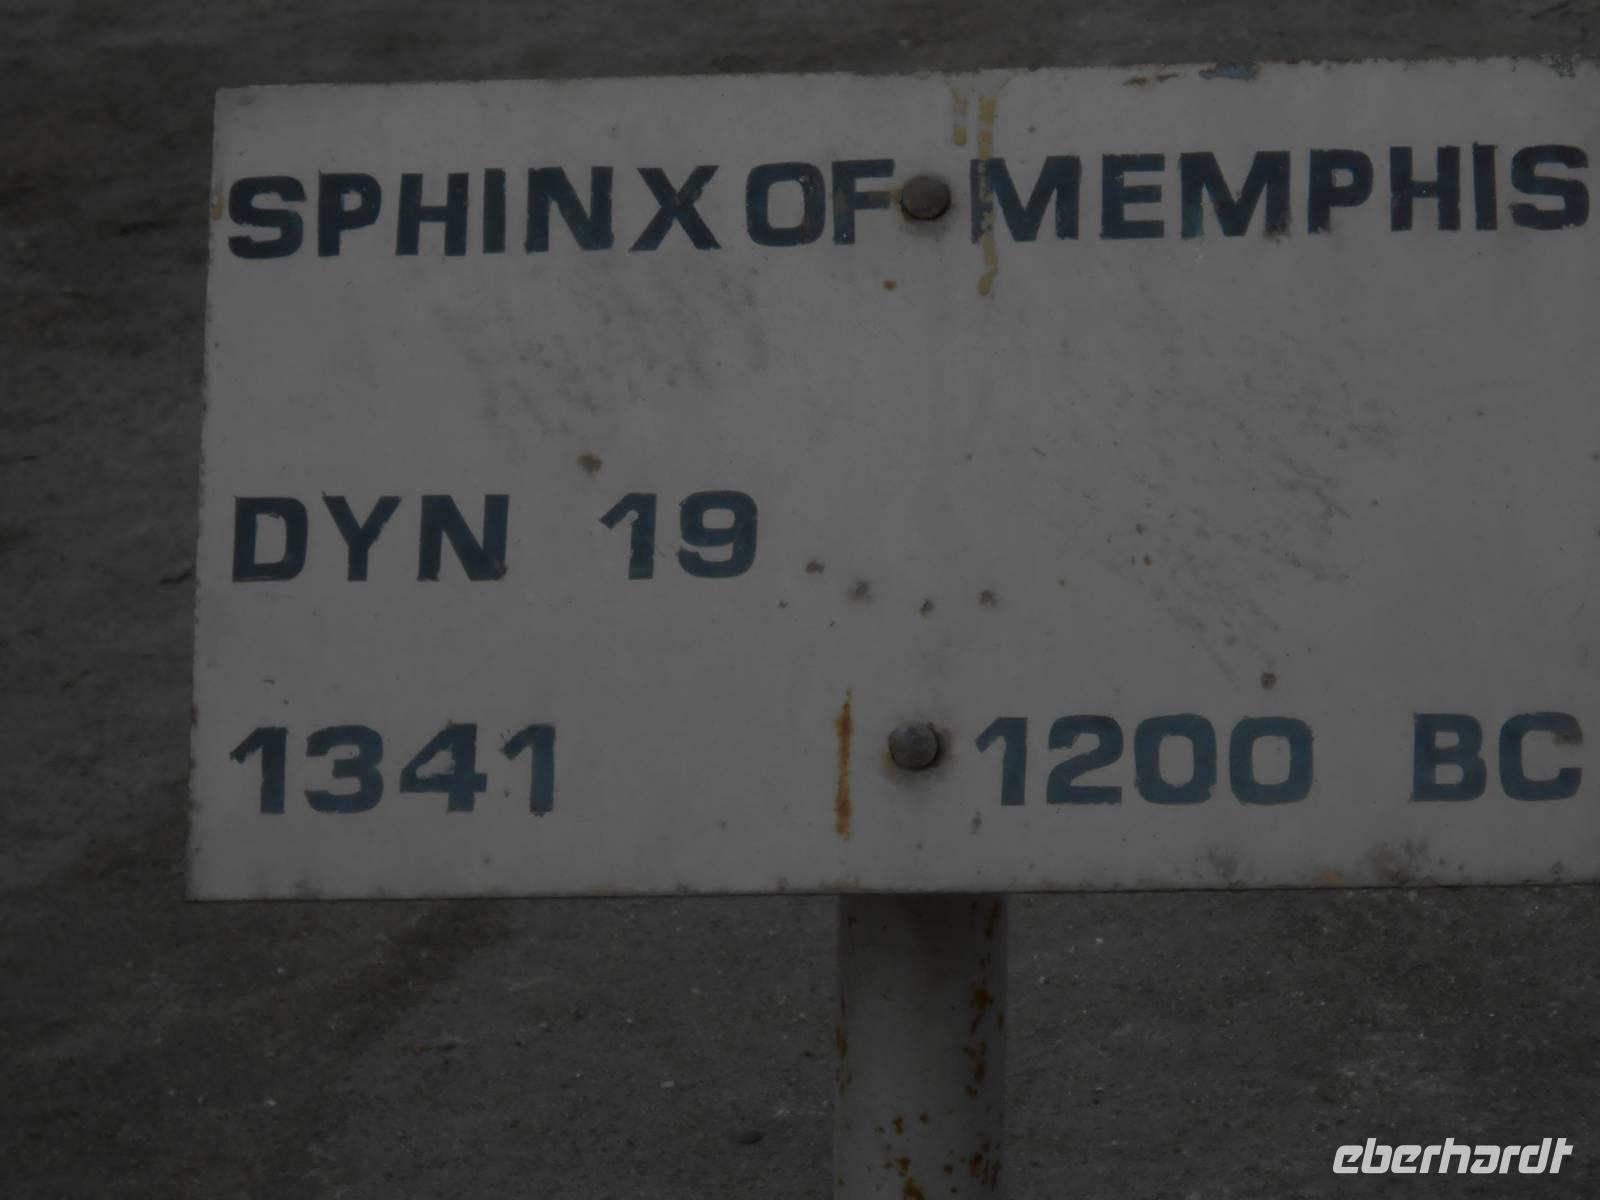 SPHINX OF MEMPHIS
DYN 19
1341 1200 BC
eberhardt